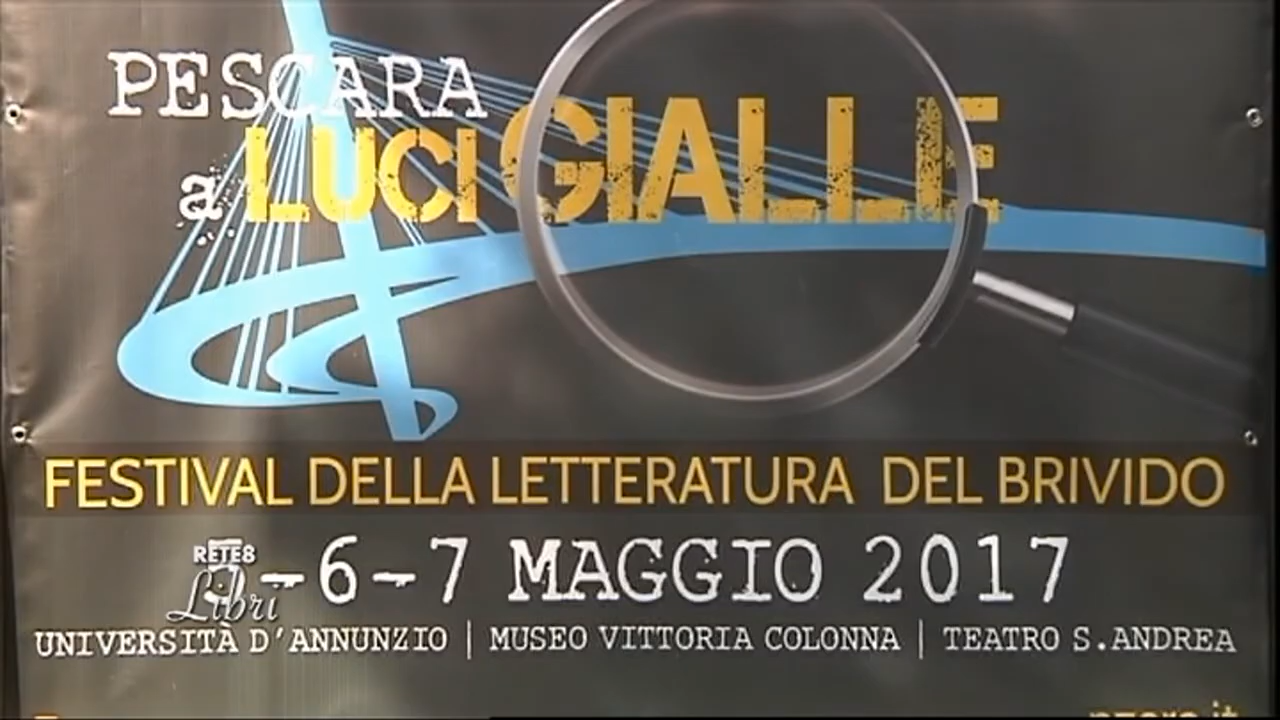 PESCARA
a LUCI GIALLE
FESTIVAL DELLA LETTERATURA DEL BRIVIDO
5-6-7 MAGGIO 2017
RETE8
Libri
UNIVERSITÀ D'ANNUNZIO | MUSEO VITTORIA COLONNA | TEATRO S.ANDREA